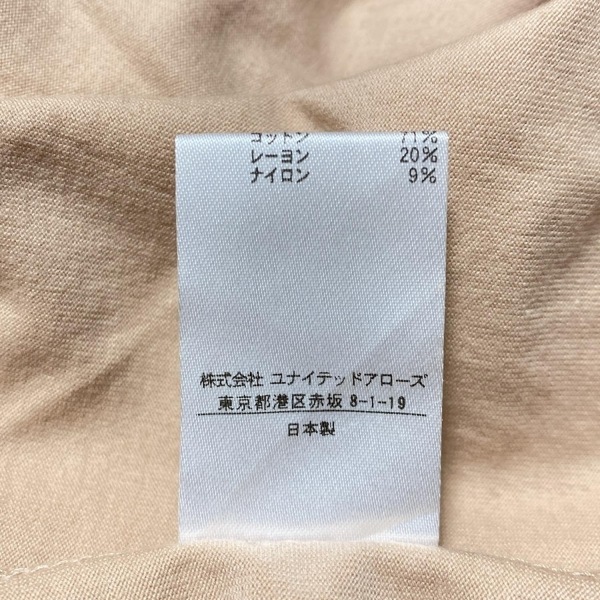 コットン 71%
レーヨン 20%
ナイロン 9%
株式会社 ユナイテッドアローズ
東京都港区赤坂 8-1-19
日本製